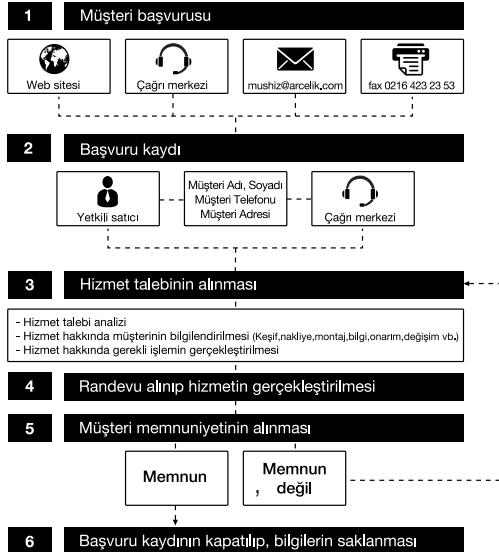 1 Müşteri başvurusu
Web sitesi
Çağrı merkezi
mushiz@arcelik.com
fax 0216 423 23 53
2 Başvuru kaydı
Yetkili satıcı
Müşteri Adı, Soyadı
Müşteri Telefonu
Müşteri Adresi
Çağrı merkezi
3 Hizmet talebinin alınması
- Hizmet talebi analizi
- Hizmet hakkında müşterinin bilgilendirilmesi (Keşif,nakliye,montaj,bilgi,onarım,değişim vb.)
- Hizmet hakkında gerekli işlemin gerçekleştirilmesi
4 Randevu alınıp hizmetin gerçekleştirilmesi
5 Müşteri memnuniyetinin alınması
Memnun
Memnun
, değil
6 Başvuru kaydının kapatılıp, bilgilerin saklanması